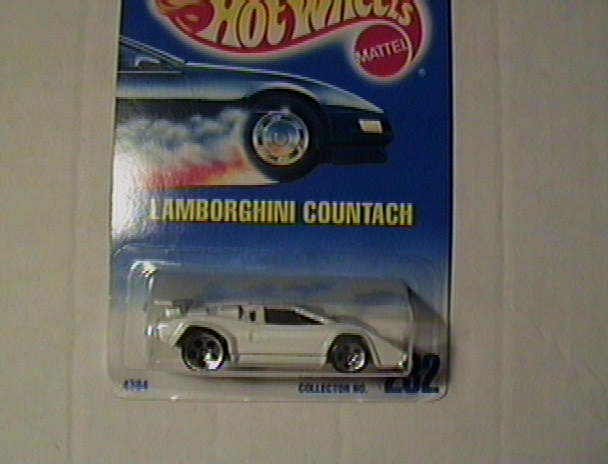 HOT WHEELS
MATTEL
®
LAMBORGHINI COUNTACH
4384
COLLECTOR NO. 232